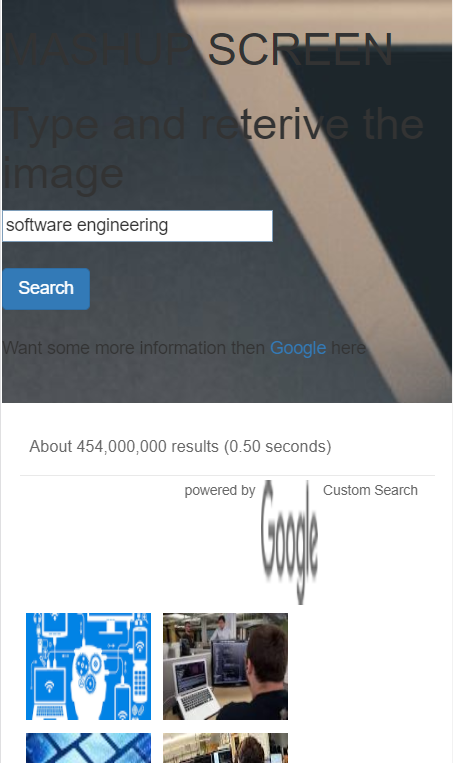 MASHUP SCREEN
Type and reterive the
image
software engineering
Search
Want some more information then Google here
About 454,000,000 results (0.50 seconds)
powered by Google Custom Search